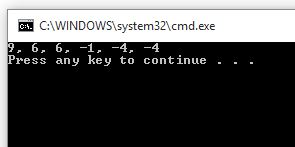 C:\WINDOWS\system32\cmd.exe
9, 6, 6, -1, -4, -4
Press any key to continue . . .